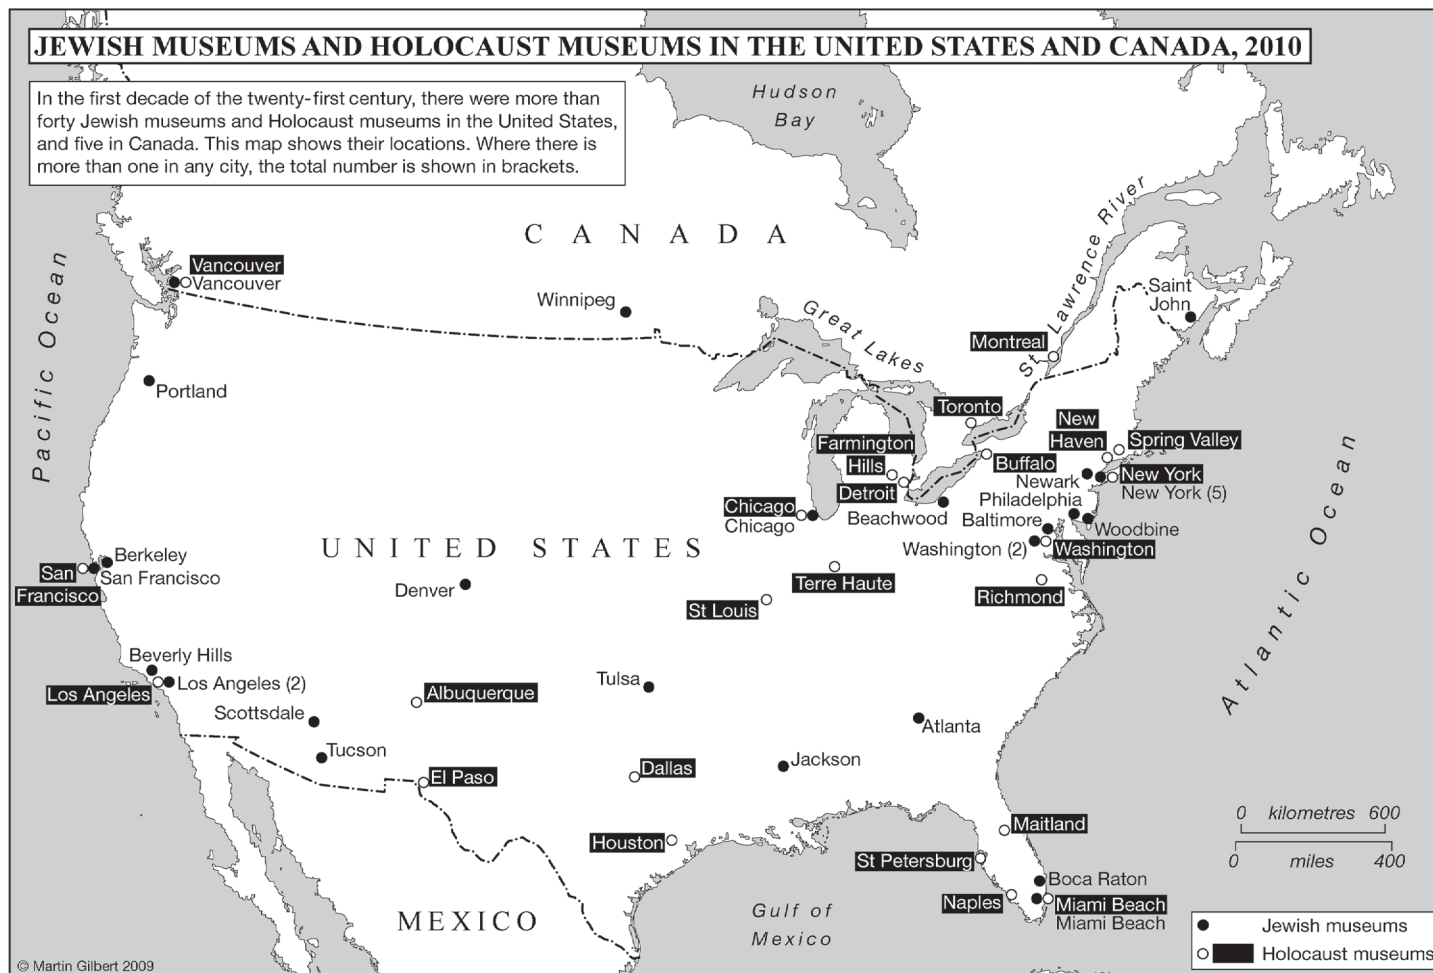 JEWISH MUSEUMS AND HOLOCAUST MUSEUMS IN THE UNITED STATES AND CANADA, 2010
In the first decade of the twenty-first century, there were more than
forty Jewish museums and Holocaust museums in the United States,
and five in Canada. This map shows their locations. Where there is
more than one in any city, the total number is shown in brackets.
Hudson
Bay
CANADA
St Lawrence River
Pacific Ocean
Vancouver
Vancouver
Winnipeg
Great Lakes
Saint
John
Montreal
Portland
Toronto
New
Haven
Spring Valley
Farmington
Hills
Buffalo
Detroit
Newark
New York
New York (5)
Philadelphia
Chicago
Chicago
Beachwood
Baltimore
Woodbine
Washington (2)
Washington
UNITED STATES
Berkeley
San Francisco
San
Francisco
Denver
Terre Haute
St Louis
Richmond
Atlantic Ocean
Beverly Hills
Los Angeles (2)
Los Angeles
Albuquerque
Tulsa
Scottsdale
Atlanta
Tucson
El Paso
Dallas
Jackson
Houston
Maitland
St Petersburg
Boca Raton
Naples
Miami Beach
Miami Beach
Gulf of
Mexico
MEXICO
0 kilometres 600
0 miles 400
Jewish museums
Holocaust museums
© Martin Gilbert 2009